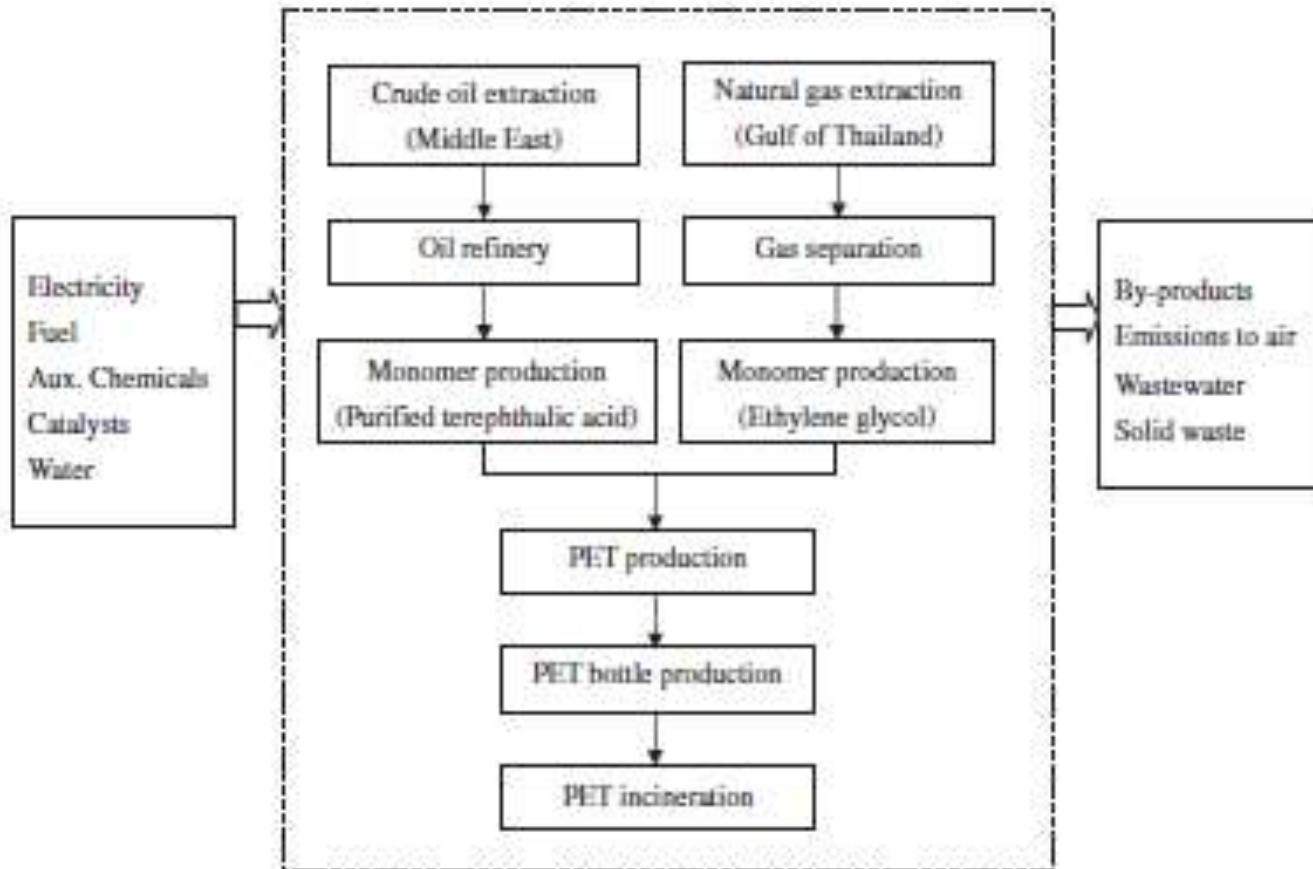 Crude oil extraction
(Middle East)
Natural gas extraction
(Gulf of Thailand)
Oil refinery
Gas separation
Electricity
Fuel
Aux. Chemicals
Catalysts
Water
By-products
Emissions to air
Wastewater
Solid waste
Monomer production
(Purified terephthalic acid)
Monomer production
(Ethylene glycol)
PET production
PET bottle production
PET incineration